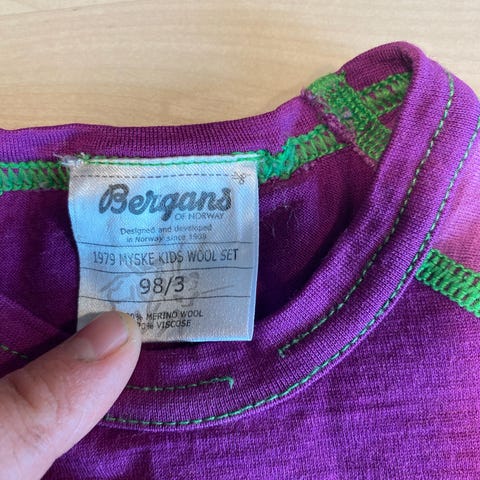 Bergans
OF NORWAY
Designed and developed
in Norway since 1908
1979 MYSKE KIDS WOOL SET
98/3
% MERINO WOOL
% VISCOSE